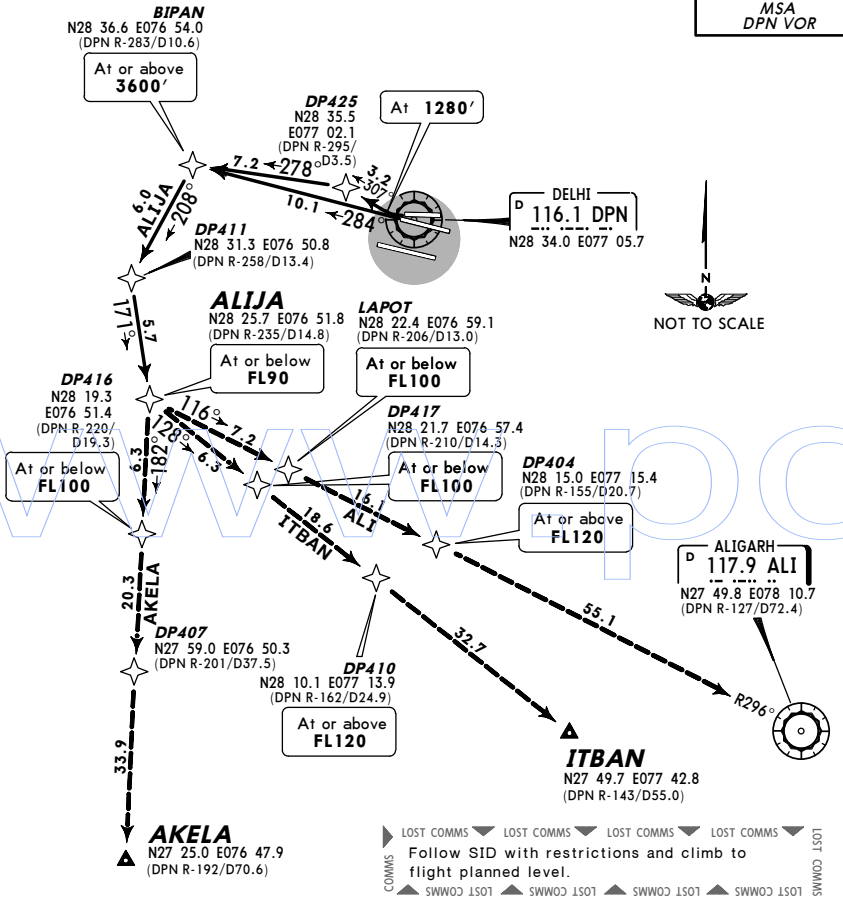 MSA
DPN VOR
BIPAN
N28 36.6 E076 54.0
(DPN R-283/D10.6)
At or above
3600'
DP425
N28 35.5
E077 02.1
(DPN R-295/
D3.5)
At 1280'
7.2
278°
3.2
307°
10.1
284°
DELHI
D 116.1 DPN
N28 34.0 E077 05.7
N
NOT TO SCALE
6.0
ALIJA
208°
DP411
N28 31.3 E076 50.8
(DPN R-258/D13.4)
171°
5.7
ALIJA
N28 25.7 E076 51.8
(DPN R-235/D14.8)
At or below
FL90
LAPOT
N28 22.4 E076 59.1
(DPN R-206/D13.0)
At or below
FL100
DP416
N28 19.3
E076 51.4
(DPN R-220/
D19.3)
At or below
FL100
116°
7.2
128°
6.3
6.3
182°
DP417
N28 21.7 E076 57.4
(DPN R-210/D14.3)
At or below
FL100
DP404
N28 15.0 E077 15.4
(DPN R-155/D20.7)
At or above
FL120
16.1
ALI
18.6
ITBAN
www.po
ALIGARH
D 117.9 ALI
N27 49.8 E078 10.7
(DPN R-127/D72.4)
20.3
AKELA
DP407
N27 59.0 E076 50.3
(DPN R-201/D37.5)
55.1
32.7
R296°
DP410
N28 10.1 E077 13.9
(DPN R-162/D24.9)
At or above
FL120
33.9
ITBAN
N27 49.7 E077 42.8
(DPN R-143/D55.0)
AKELA
N27 25.0 E076 47.9
(DPN R-192/D70.6)
LOST COMMS LOST COMMS LOST COMMS LOST COMMS
LOST COMMS
Follow SID with restrictions and climb to
flight planned level.
COMMS
LOST COMMS LOST COMMS LOST COMMS LOST COMMS